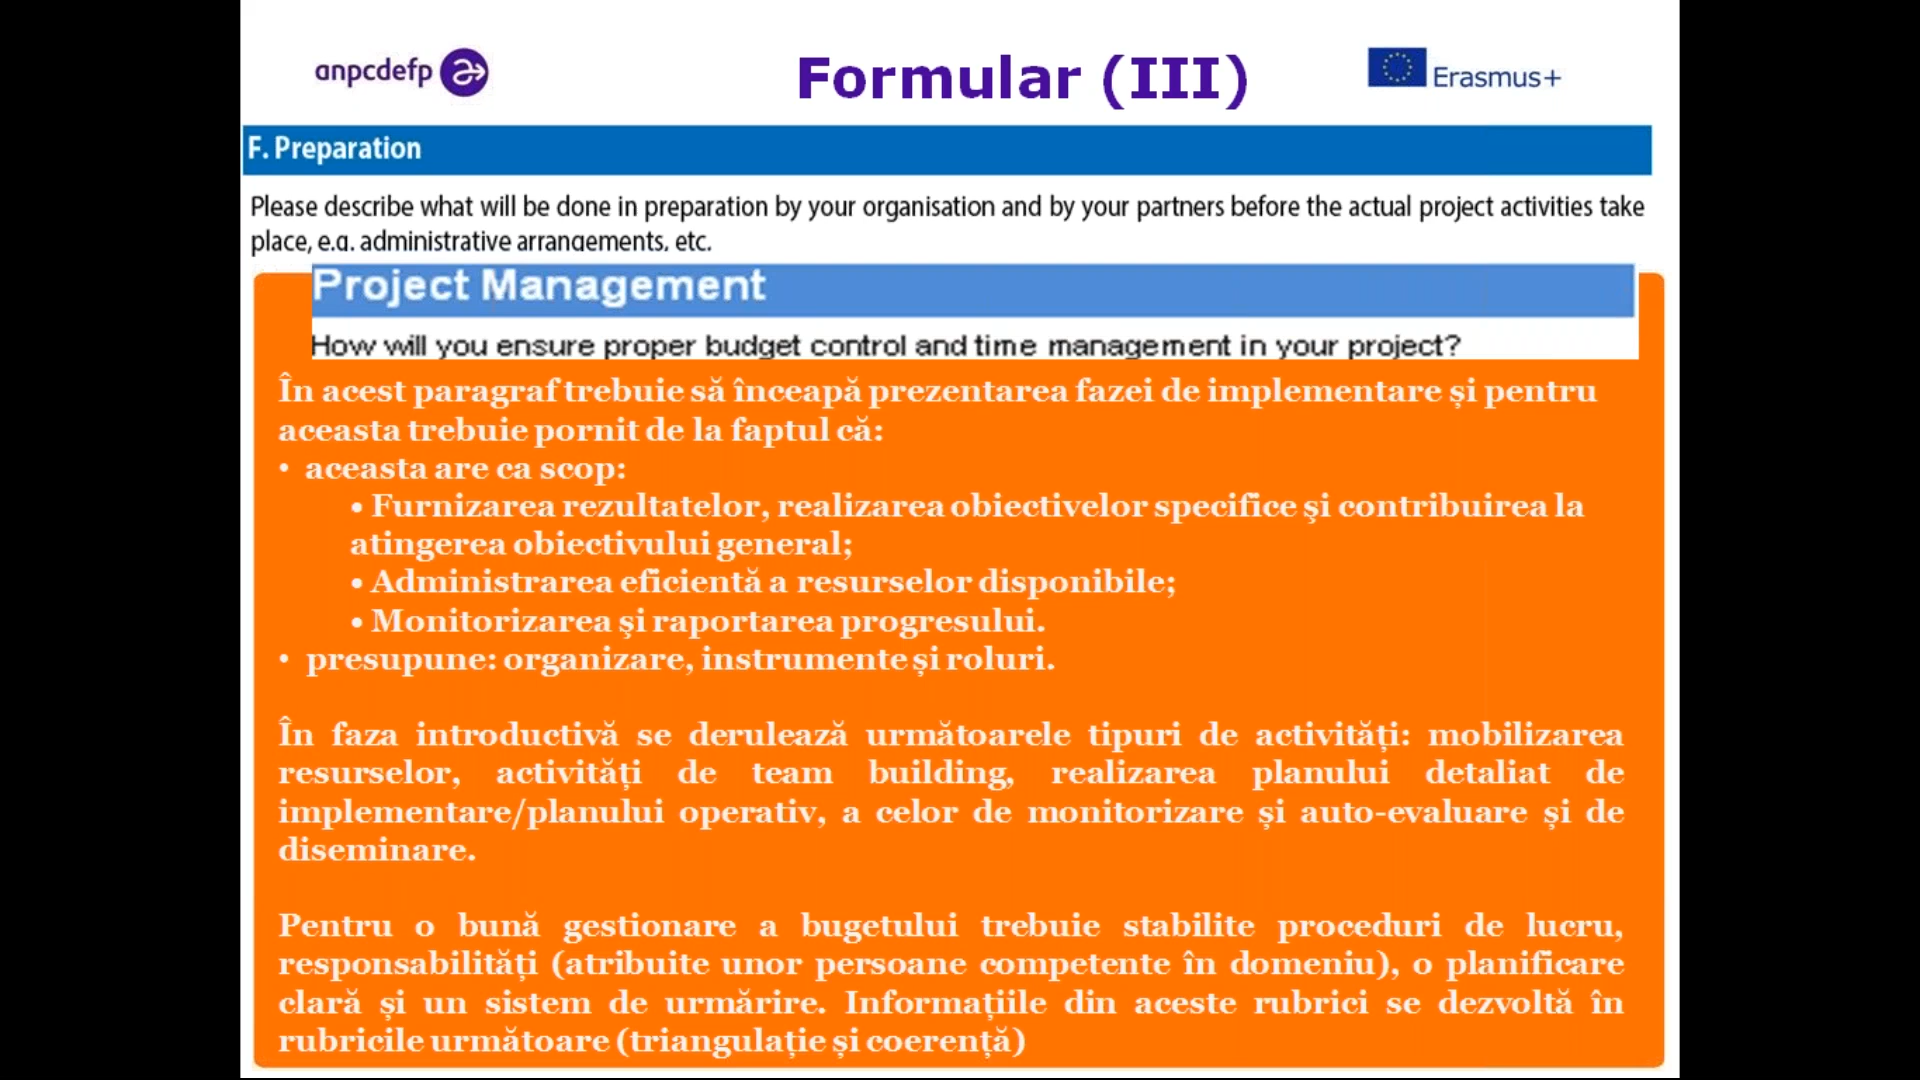 anpcdefp
Formular (III)
Erasmus+
F. Preparation
Please describe what will be done in preparation by your organisation and by your partners before the actual project activities take
place, e.g. administrative arrangements, etc.
Project Management
How will you ensure proper budget control and time management in your project?
În acest paragraf trebuie să înceapă prezentarea fazei de implementare și pentru
aceasta trebuie pornit de la faptul că:
• aceasta are ca scop:
• Furnizarea rezultatelor, realizarea obiectivelor specifice şi contribuirea la
atingerea obiectivului general;
• Administrarea eficientă a resurselor disponibile;
• Monitorizarea şi raportarea progresului.
• presupune: organizare, instrumente și roluri.
În faza introductivă se derulează următoarele tipuri de activități: mobilizarea
resurselor, activități de team building, realizarea planului detaliat de
implementare/planului operativ, a celor de monitorizare și auto-evaluare și de
diseminare.
Pentru o bună gestionare a bugetului trebuie stabilite proceduri de lucru,
responsabilități (atribuite unor persoane competente în domeniu), o planificare
clară și un sistem de urmărire. Informațiile din aceste rubrici se dezvoltă în
rubricile următoare (triangulație și coerență)